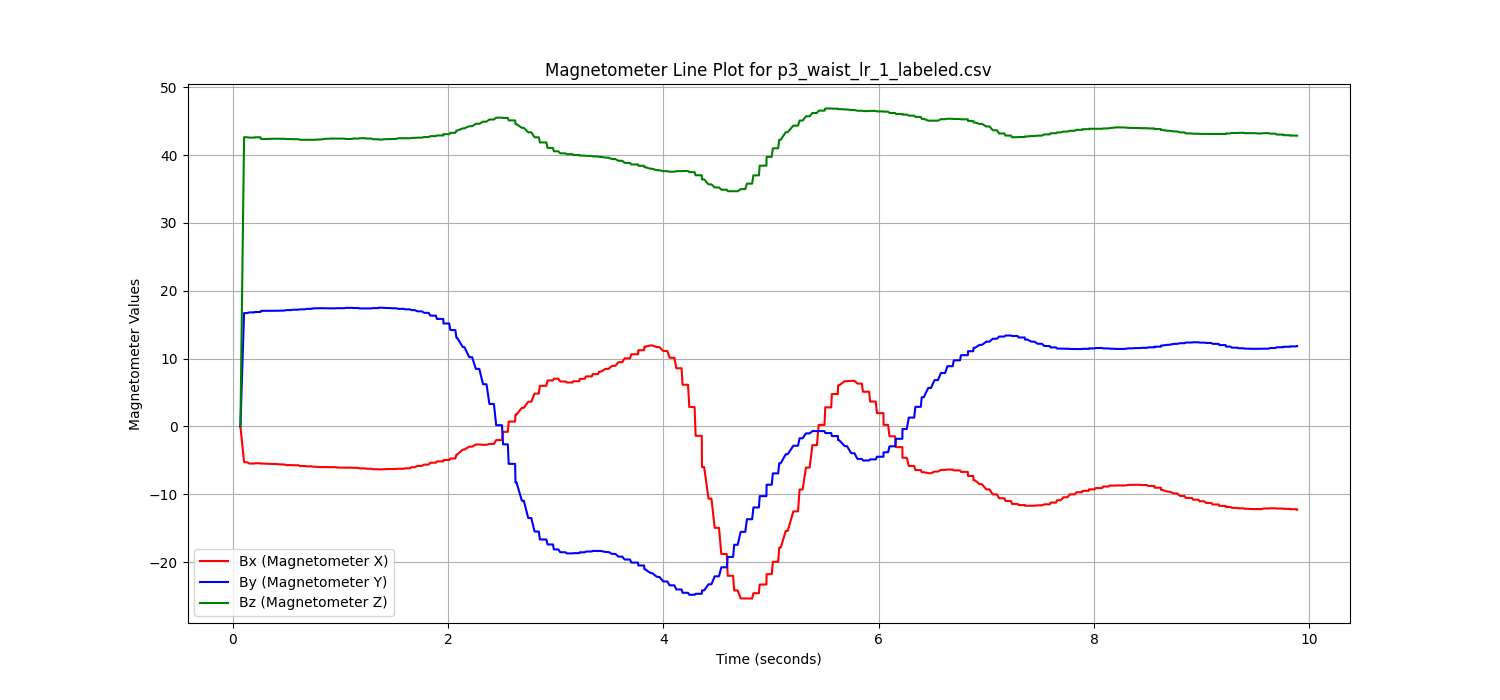 Magnetometer Line Plot for p3_waist_lr_1_labeled.csv
Magnetometer Values
50
40
30
20
10
0
−10
−20
Bx (Magnetometer X)
By (Magnetometer Y)
Bz (Magnetometer Z)
0 2 4 6 8 10
Time (seconds)